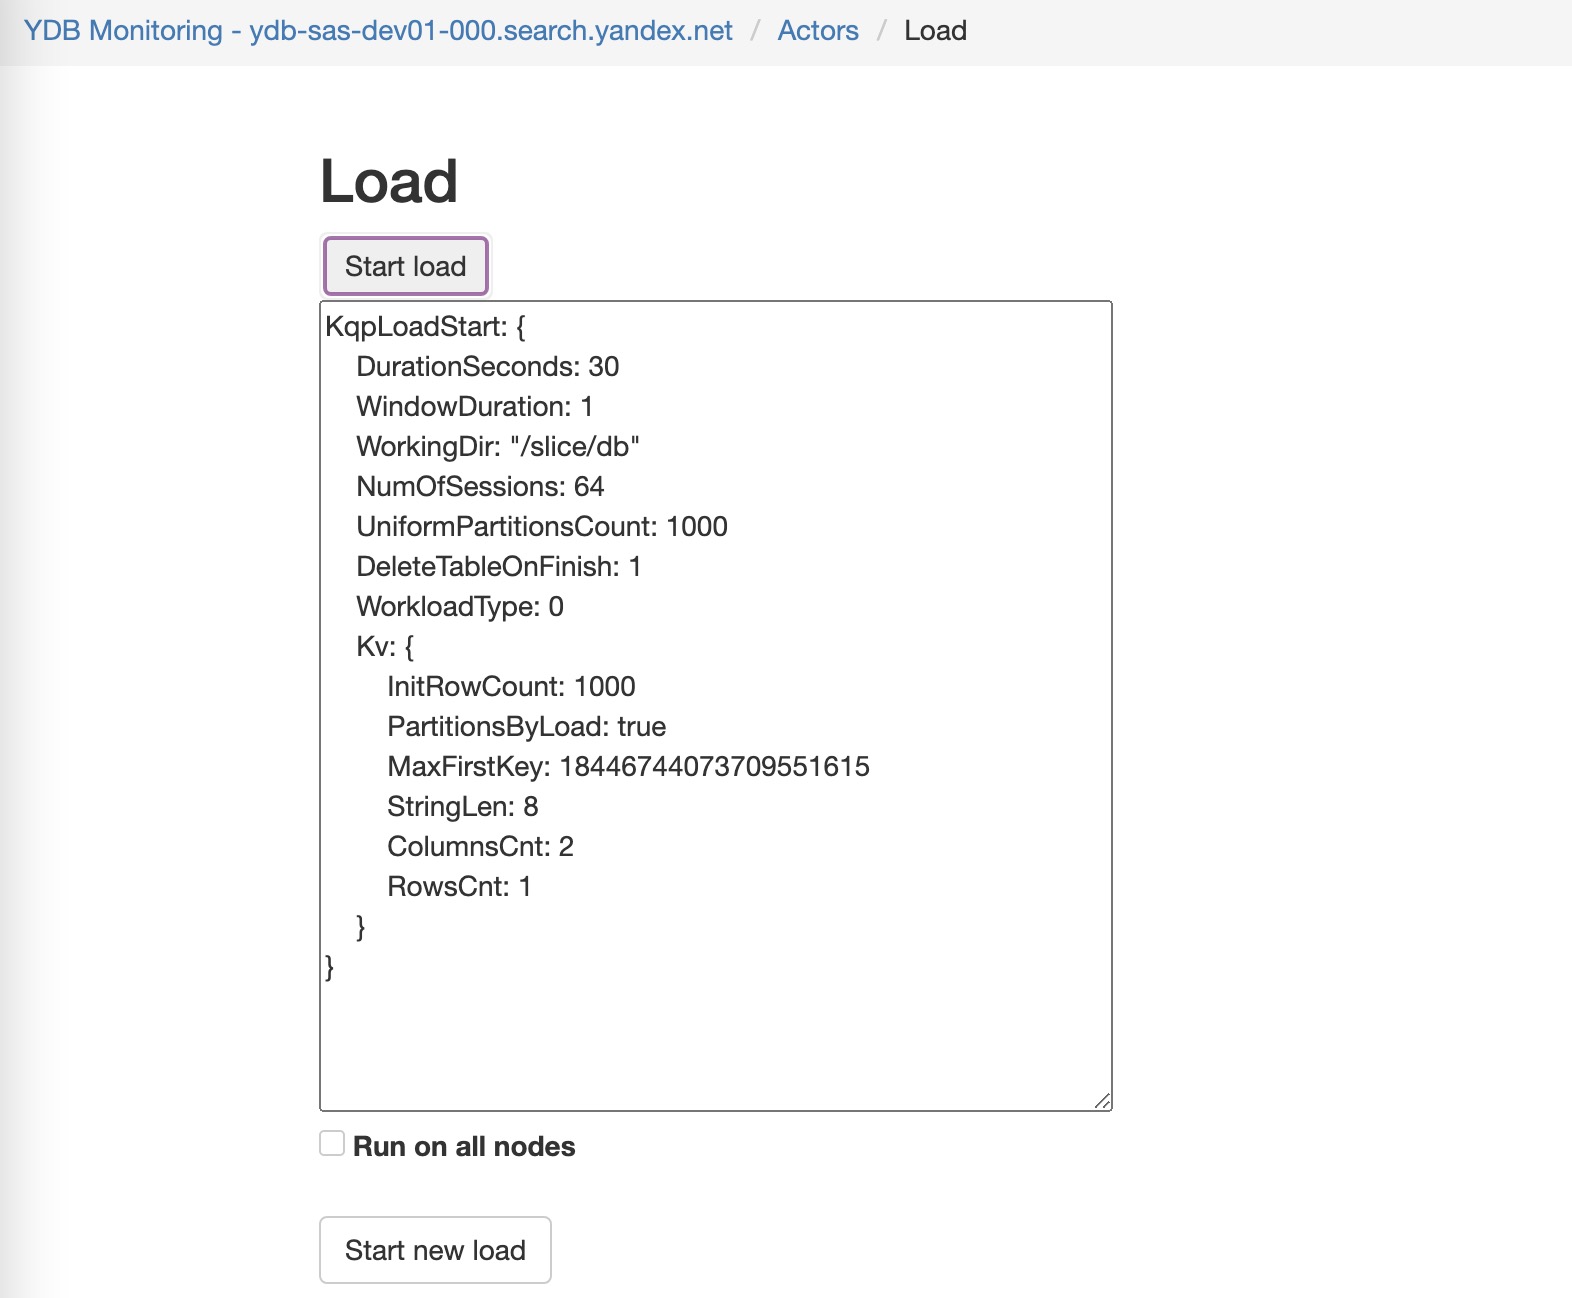 YDB Monitoring - ydb-sas-dev01-000.search.yandex.net / Actors / Load
Load
Start load
KqpLoadStart: {
    DurationSeconds: 30
    WindowDuration: 1
    WorkingDir: "/slice/db"
    NumOfSessions: 64
    UniformPartitionsCount: 1000
    DeleteTableOnFinish: 1
    WorkloadType: 0
    Kv: {
        InitRowCount: 1000
        PartitionsByLoad: true
        MaxFirstKey: 18446744073709551615
        StringLen: 8
        ColumnsCnt: 2
        RowsCnt: 1
    }
}
Run on all nodes
Start new load